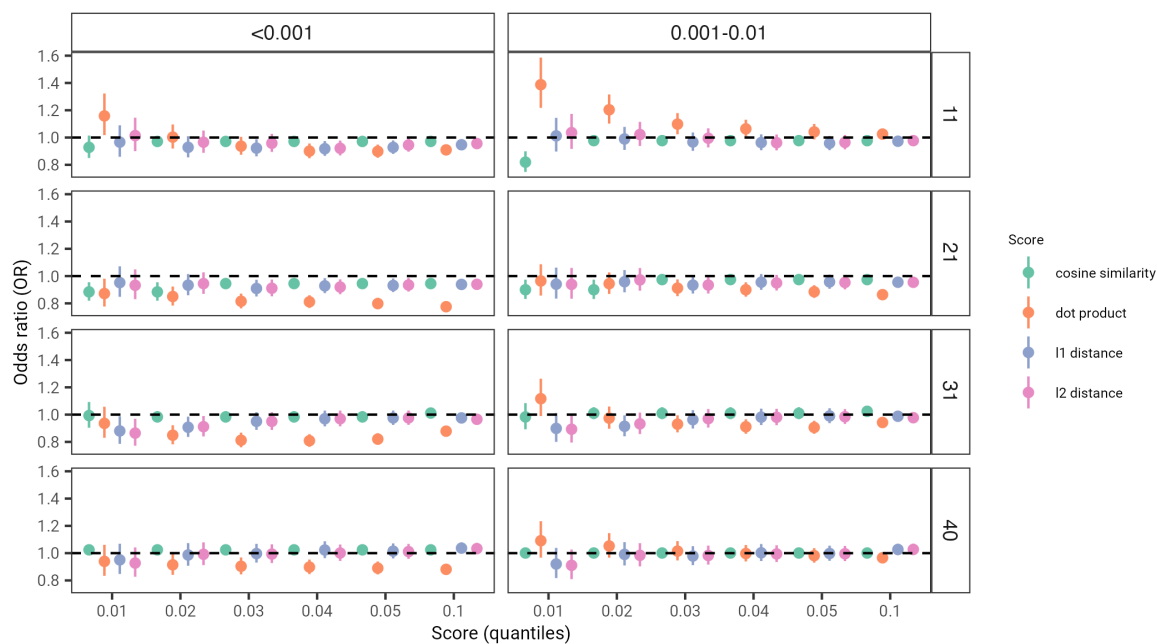 <0.001
0.001-0.01
1.6
1.4
1.2
1.0
0.8
11
1.6
1.4
1.2
1.0
0.8
21
1.6
1.4
1.2
1.0
0.8
31
1.6
1.4
1.2
1.0
0.8
40
0.01 0.02 0.03 0.04 0.05 0.1
0.01 0.02 0.03 0.04 0.05 0.1
Score (quantiles)
Odds ratio (OR)
Score
cosine similarity
dot product
l1 distance
l2 distance